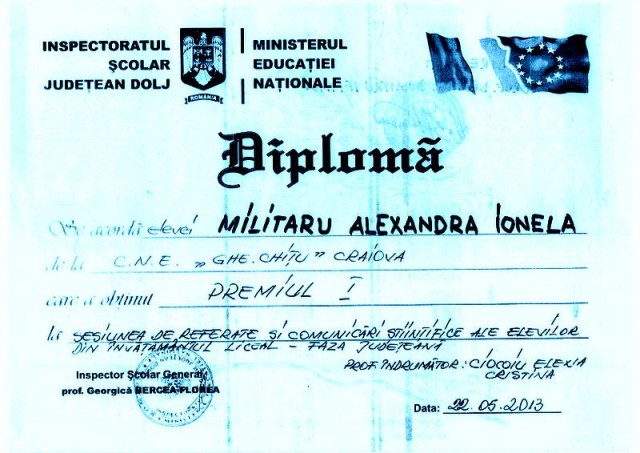 INSPECTORATUL
ȘCOLAR
JUDEȚEAN DOLJ
ROMANIA
MINISTERUL
EDUCAȚIEI
NAȚIONALE
Diplomă
Se acordă elevei MILITARU ALEXANDRA IONELA
de la C.N.E. „ GHE. CHIȚU ” CRAIOVA
care a obținut PREMIUL I
la SESIUNEA DE REFERATE ȘI COMUNICĂRI ȘTIINȚIFICE ALE ELEVILOR
DIN ÎNVĂȚĂMÂNTUL LICEAL - FAZA JUDEȚEANĂ
PROF. ÎNDRUMĂTOR: CIOCOIU ELENA
CRISTINA
Inspector Școlar General,
prof. Georgică BERCEA-FLOREA
Data: 22.05.2013